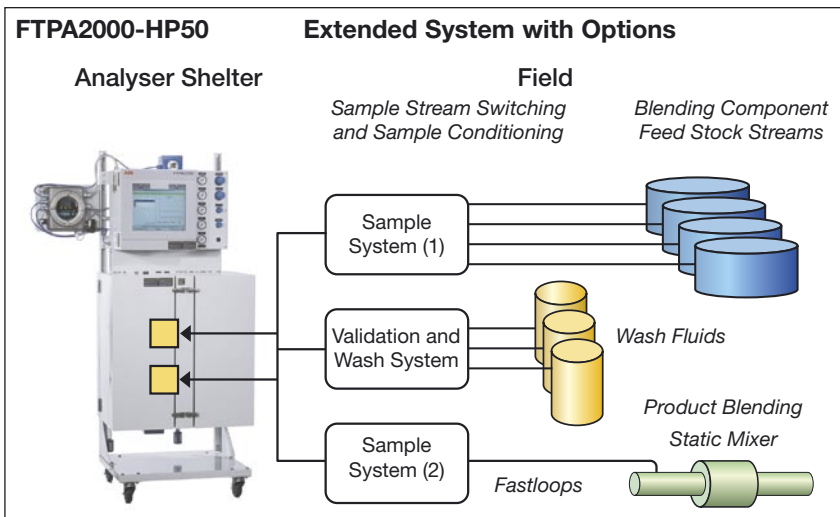 FTPA2000-HP50
Extended System with Options
Analyser Shelter
Field
Sample Stream Switching
and Sample Conditioning
Blending Component
Feed Stock Streams
Sample
System (1)
Validation and
Wash System
Wash Fluids
Product Blending
Static Mixer
Sample
System (2)
Fastloops